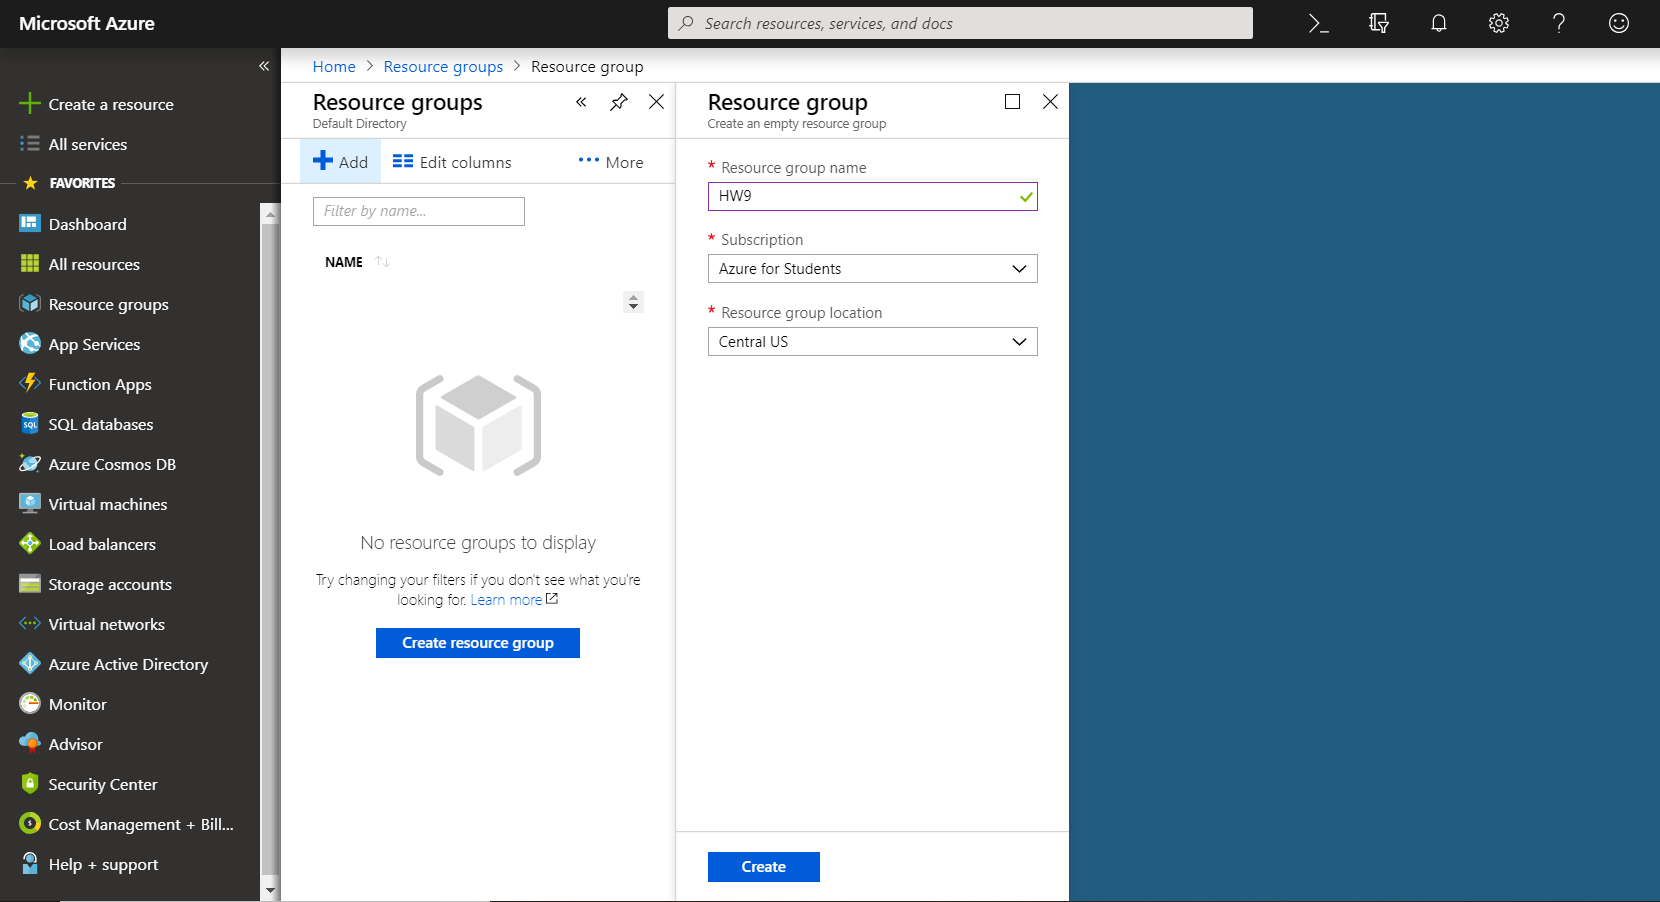 Microsoft Azure
Search resources, services, and docs
Create a resource
All services
FAVORITES
Dashboard
All resources
Resource groups
App Services
Function Apps
SQL databases
Azure Cosmos DB
Virtual machines
Load balancers
Storage accounts
Virtual networks
Azure Active Directory
Monitor
Advisor
Security Center
Cost Management + Bill...
Help + support
Home > Resource groups > Resource group
Resource groups
Default Directory
Add
Edit columns
More
Filter by name...
NAME
No resource groups to display
Try changing your filters if you don't see what you're
looking for. Learn more
Create resource group
Resource group
Create an empty resource group
* Resource group name
HW9
* Subscription
Azure for Students
* Resource group location
Central US
Create